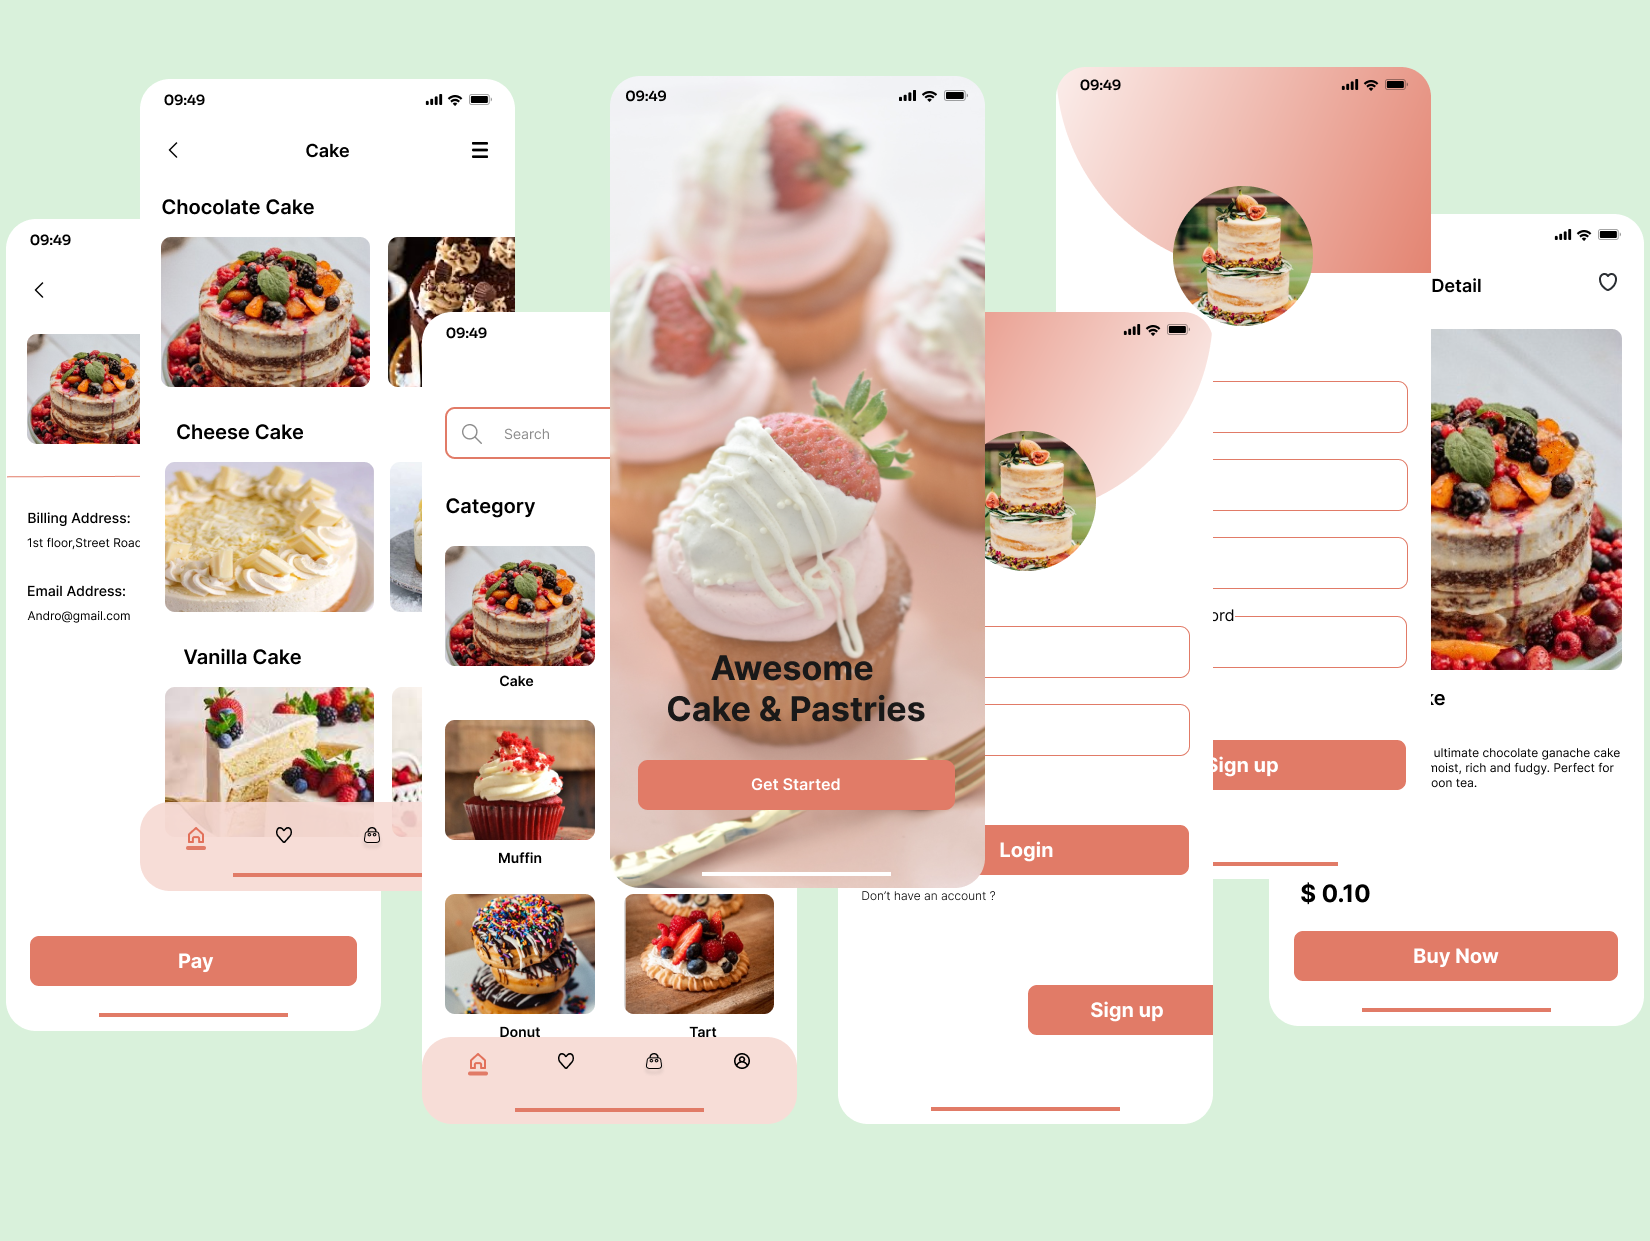 09:49
Billing Address:
1st floor,Street Road
Email Address:
Andro@gmail.com
Pay
09:49
Cake
Chocolate Cake
Cheese Cake
Vanilla Cake
09:49
Search
Category
Cake
Muffin
Donut
Tart
09:49
Awesome
Cake & Pastries
Get Started
Login
Don't have an account ?
Sign up
09:49
ord
Sign up
Detail
ke
ultimate chocolate ganache cake
moist, rich and fudgy. Perfect for
oon tea.
$ 0.10
Buy Now